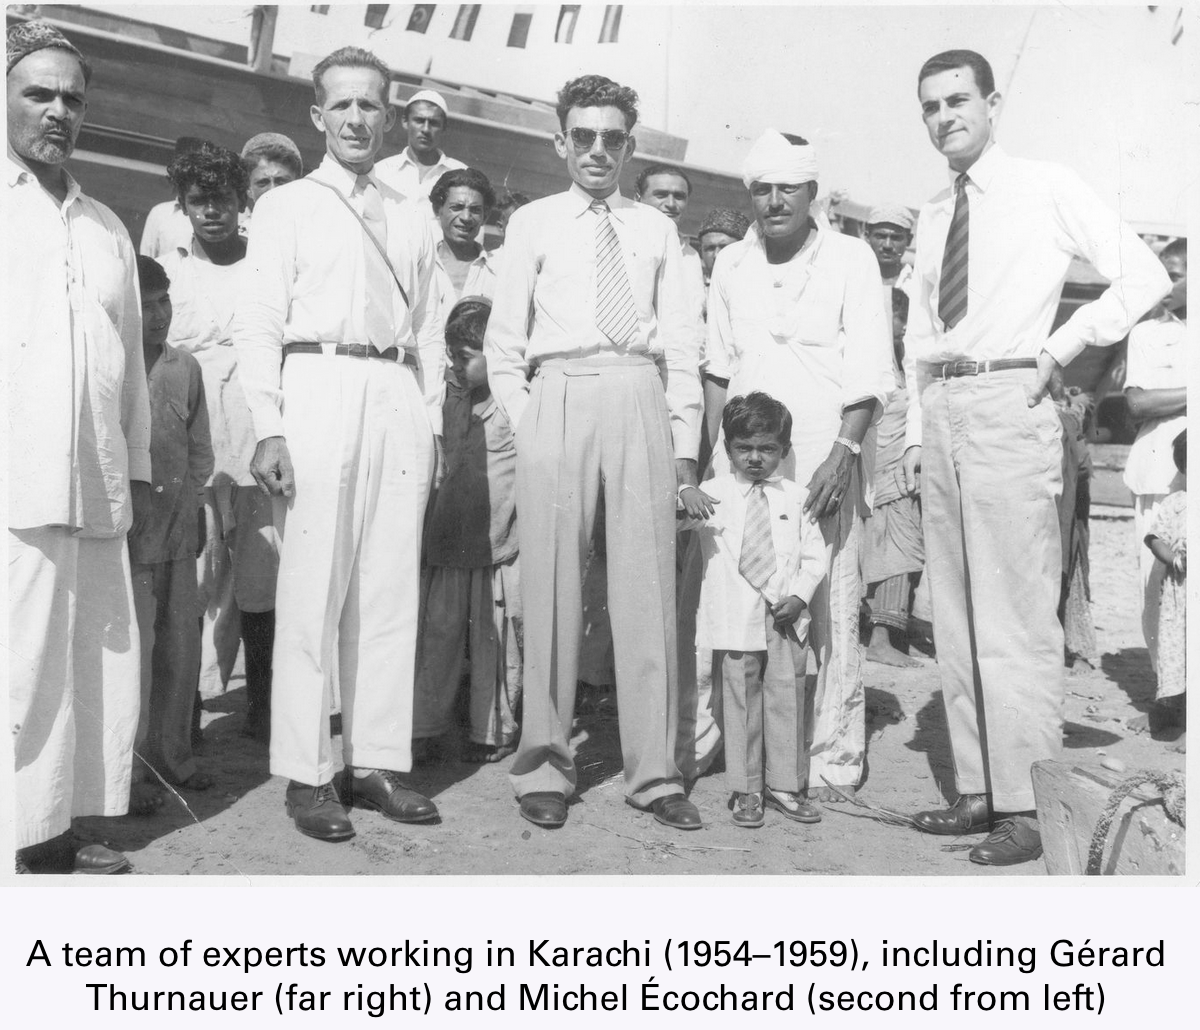 A team of experts working in Karachi (1954–1959), including Gérard
Thurnauer (far right) and Michel Écochard (second from left)